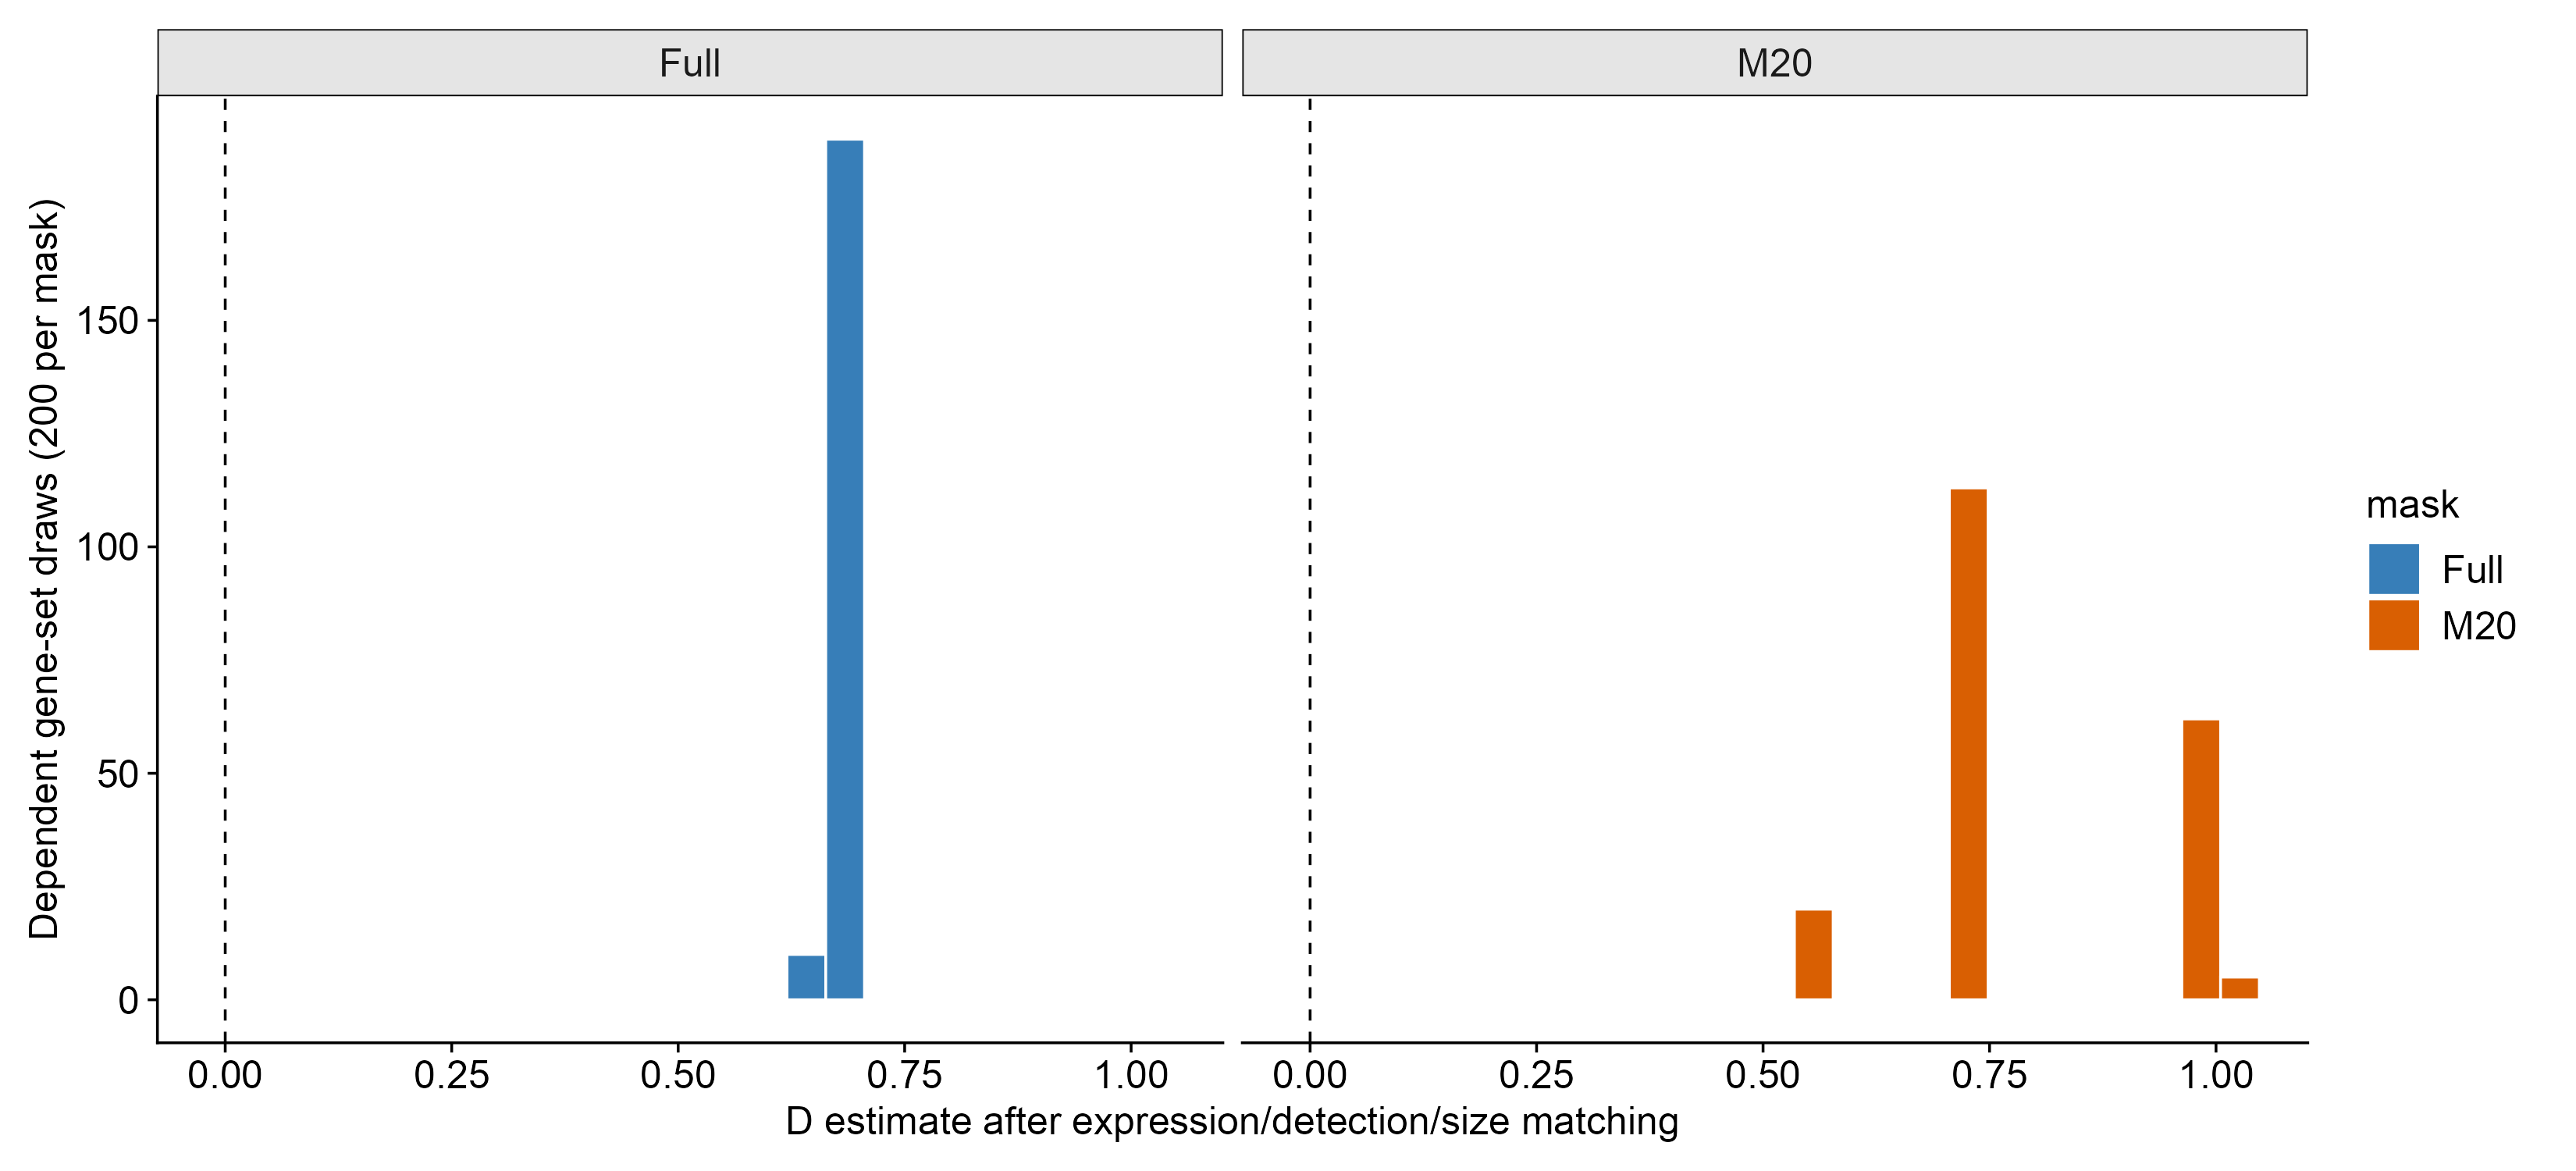 Full
M20
Dependent gene-set draws (200 per mask)
150
100
50
0
0.00 0.25 0.50 0.75 1.00
0.00 0.25 0.50 0.75 1.00
D estimate after expression/detection/size matching
mask
Full
M20